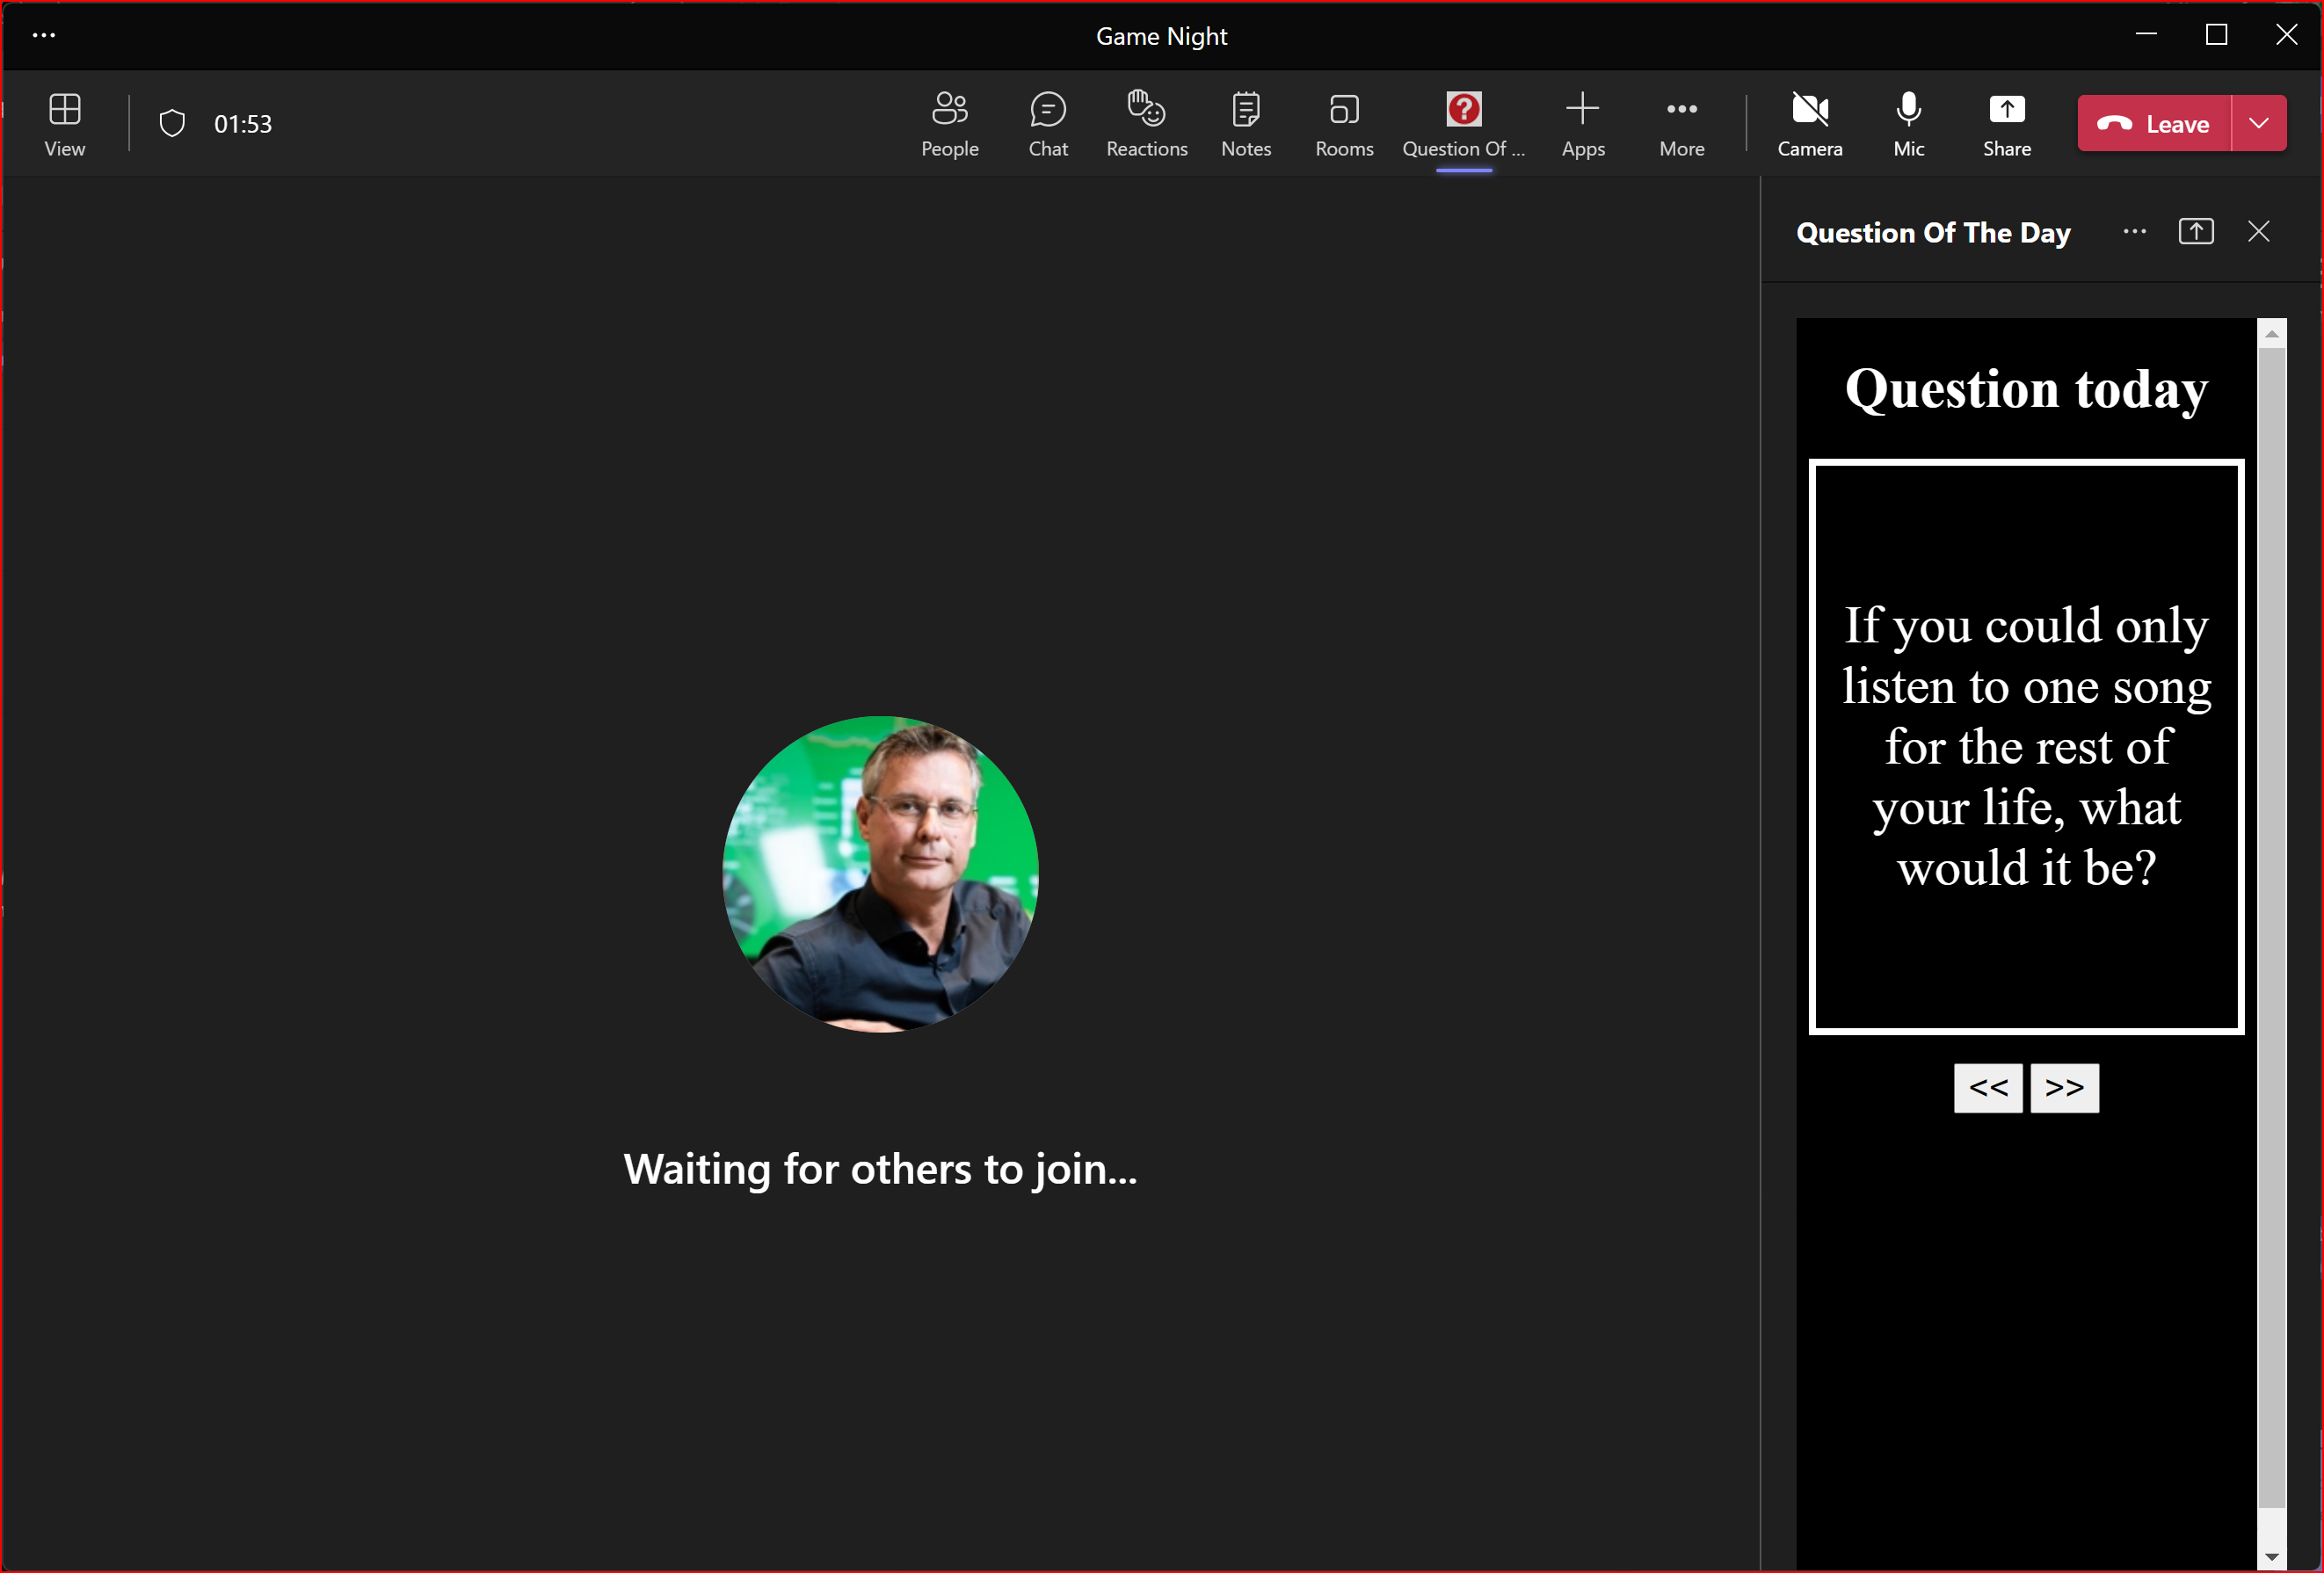 Game Night
View
01:53
People
Chat
Reactions
Notes
Rooms
Question Of ...
Apps
More
Camera
Mic
Share
Leave
Question Of The Day
Question today
If you could only
listen to one song
for the rest of
your life, what
would it be?
<< >>
Waiting for others to join...